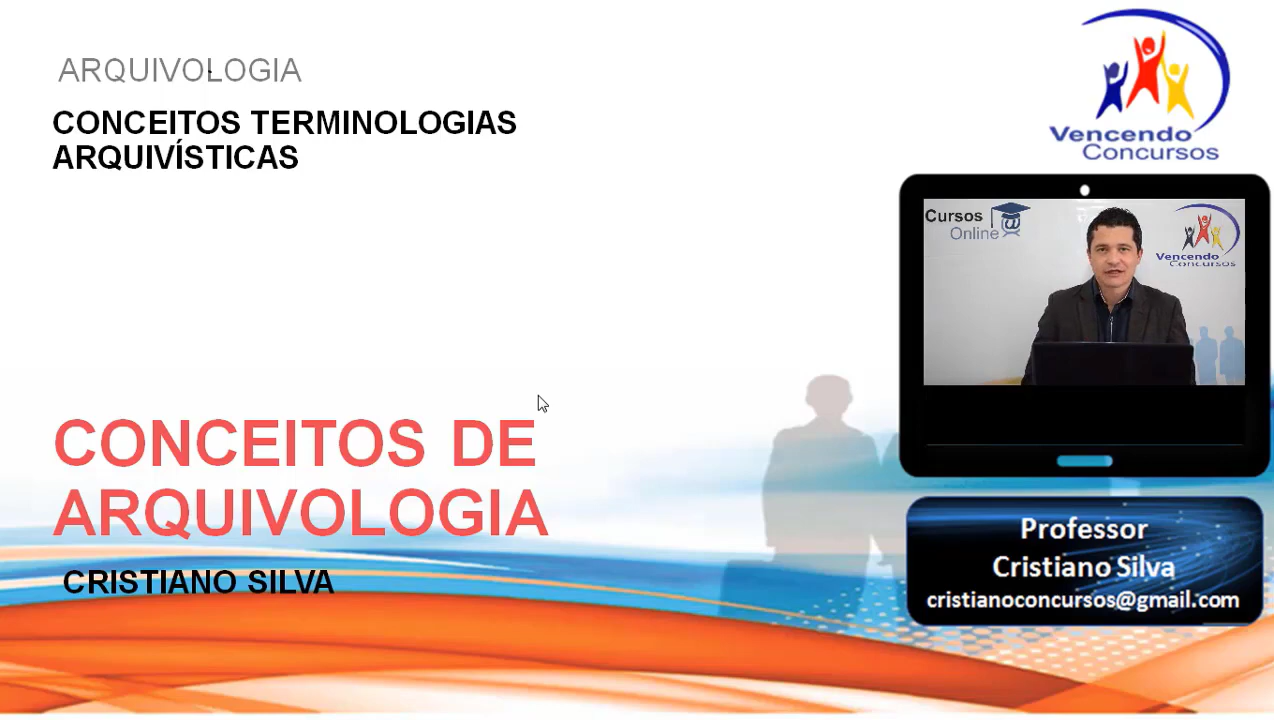 ARQUIVOLOGIA
CONCEITOS TERMINOLOGIAS
ARQUIVÍSTICAS
Vencendo
Concursos
Cursos
Online
Vencendo
Concursos
CONCEITOS DE
ARQUIVOLOGIA
CRISTIANO SILVA
Professor
Cristiano Silva
cristianoconcursos@gmail.com